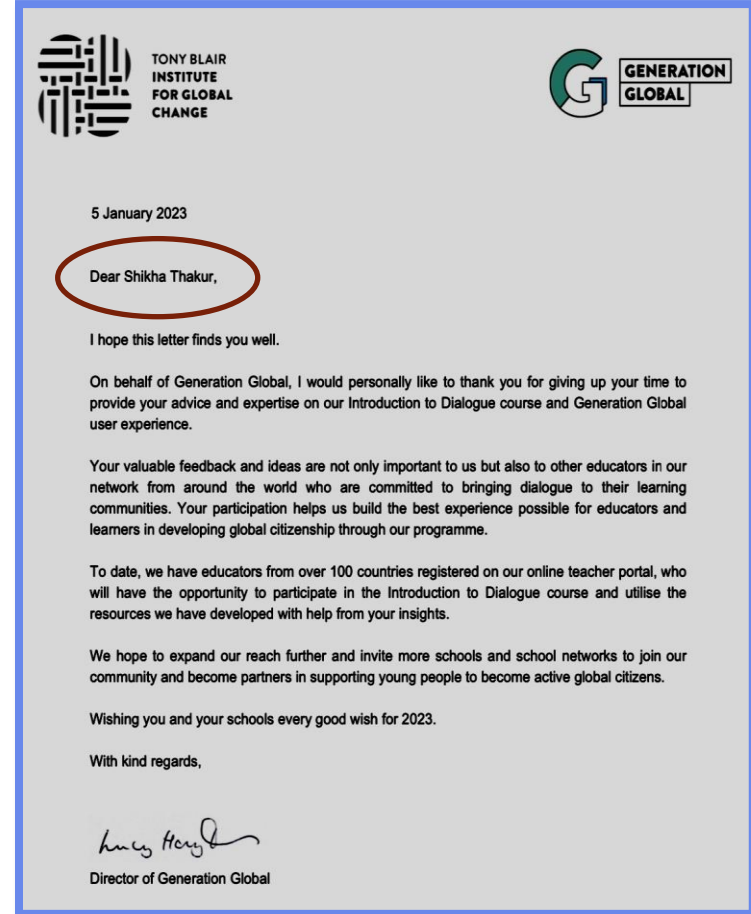 TONY BLAIR
INSTITUTE
FOR GLOBAL
CHANGE
GENERATION
GLOBAL
5 January 2023
Dear Shikha Thakur,
I hope this letter finds you well.
On behalf of Generation Global, I would personally like to thank you for giving up your time to
provide your advice and expertise on our Introduction to Dialogue course and Generation Global
user experience.
Your valuable feedback and ideas are not only important to us but also to other educators in our
network from around the world who are committed to bringing dialogue to their learning
communities. Your participation helps us build the best experience possible for educators and
learners in developing global citizenship through our programme.
To date, we have educators from over 100 countries registered on our online teacher portal, who
will have the opportunity to participate in the Introduction to Dialogue course and utilise the
resources we have developed with help from your insights.
We hope to expand our reach further and invite more schools and school networks to join our
community and become partners in supporting young people to become active global citizens.
Wishing you and your schools every good wish for 2023.
With kind regards,
Lucy
Director of Generation Global